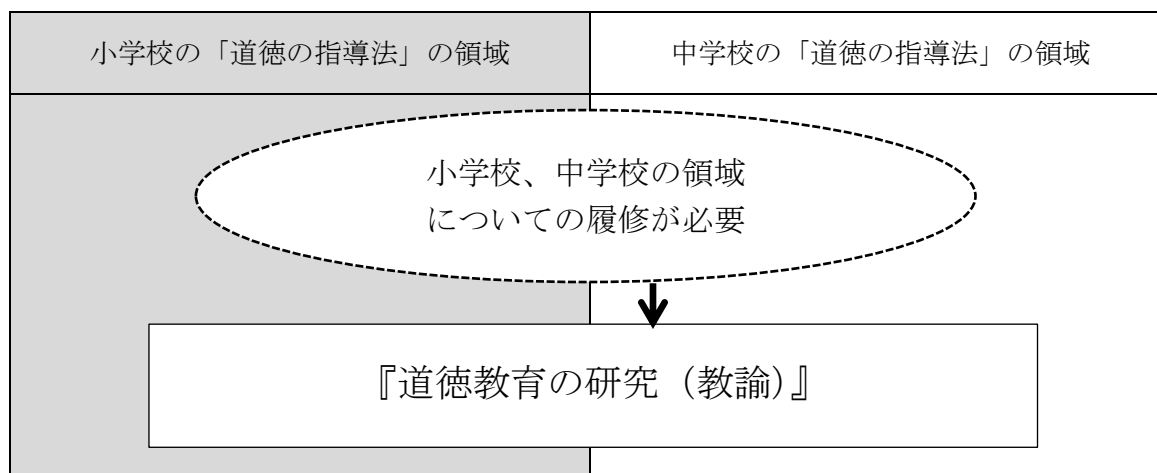 小学校の「道徳の指導法」の領域
中学校の「道徳の指導法」の領域
小学校、中学校の領域
についての履修が必要
『道徳教育の研究（教諭）』